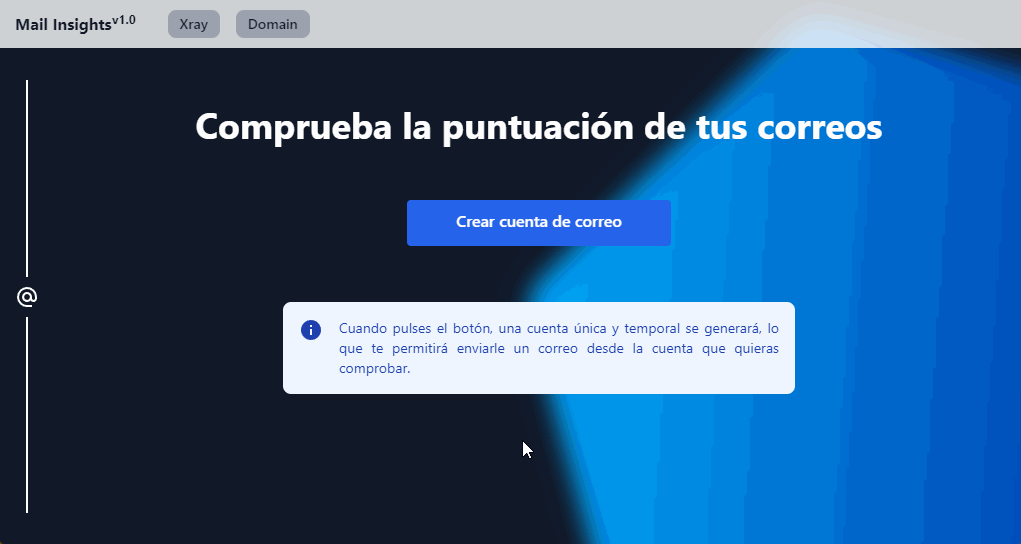 Mail Insights v1.0
Xray
Domain
Comprueba la puntuación de tus correos
Crear cuenta de correo
@
Cuando pulses el botón, una cuenta única y temporal se generará, lo
que te permitirá enviarle un correo desde la cuenta que quieras
comprobar.